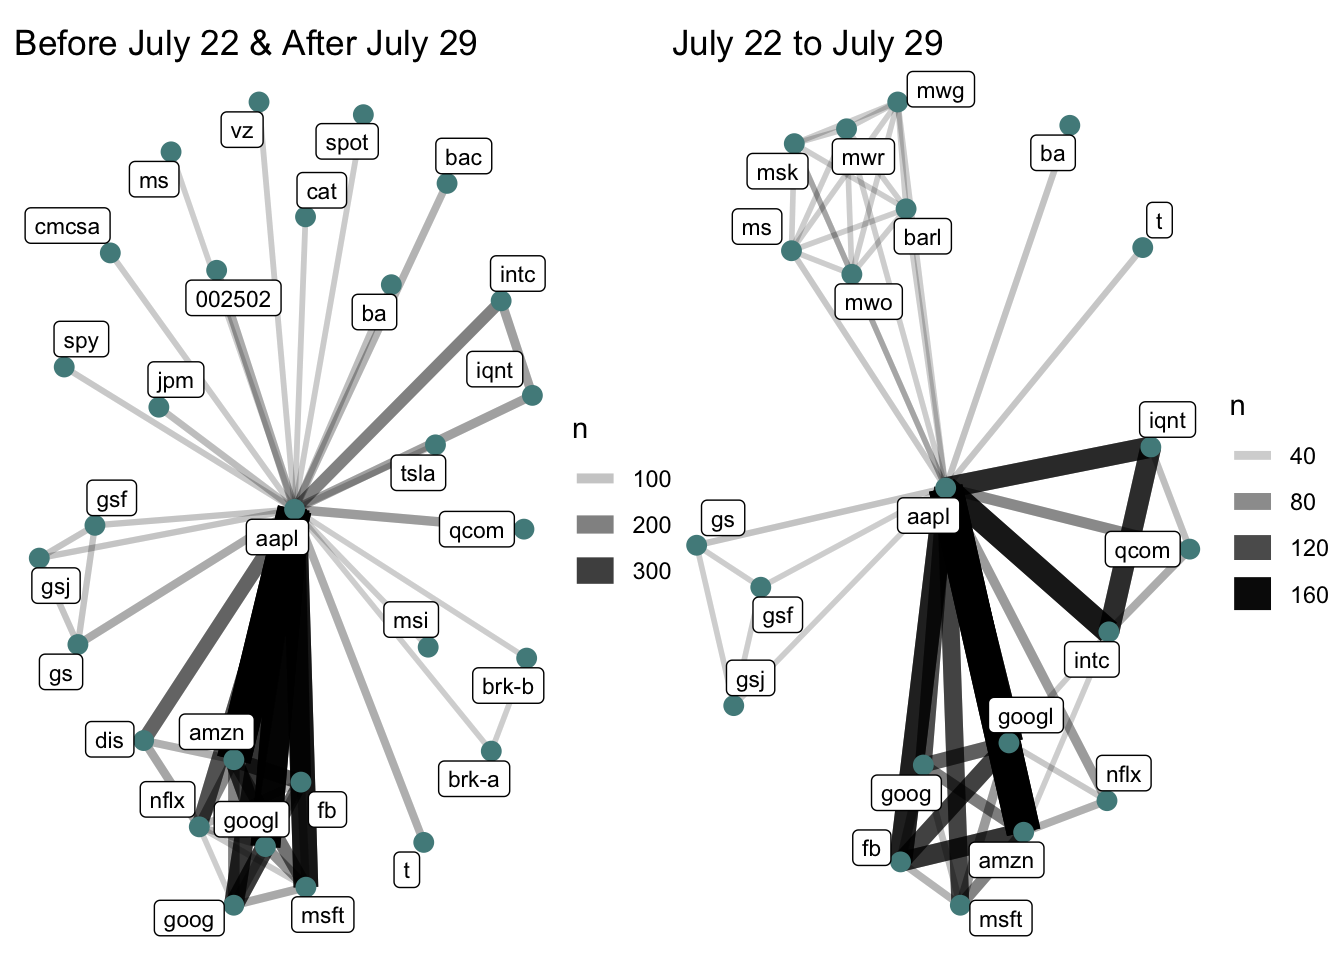 Before July 22 & After July 29
vz
spot
ms
bac
cat
cmcsa
intc
002502
ba
spy
iqnt
jpm
tsla
gsf
qcom
aapl
gsj
msi
gs
brk-b
dis
amzn
brk-a
nflx
fb
googl
t
goog
msft
n
100
200
300
July 22 to July 29
mwg
ba
mwr
msk
t
ms
barl
mwo
iqnt
gs
aapl
qcom
gsf
intc
gsj
googl
nflx
goog
fb
amzn
msft
n
40
80
120
160